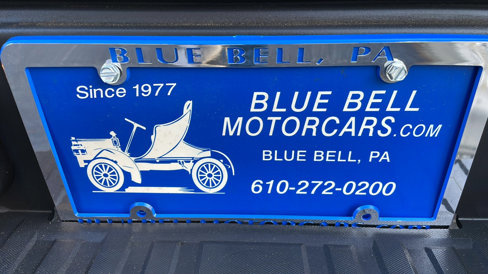 BLUE BELL, PA
Since 1977
BLUE BELL
MOTORCARS.COM
BLUE BELL, PA
610-272-0200